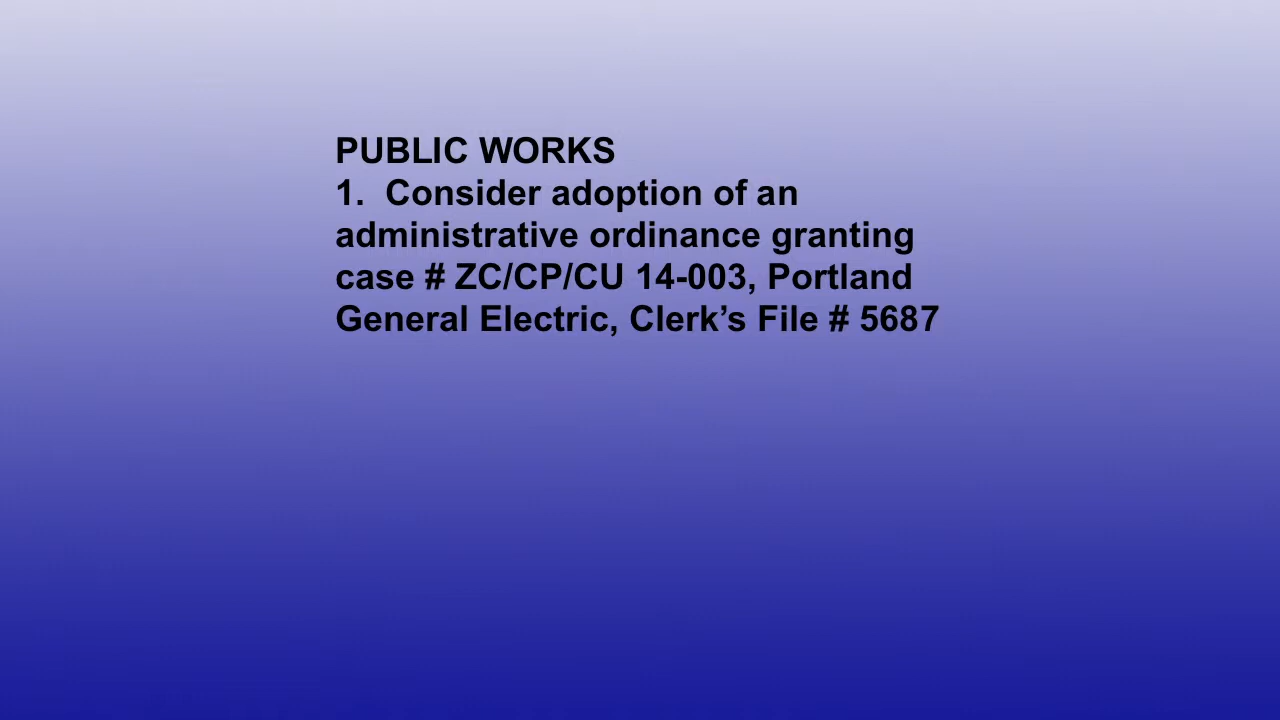 PUBLIC WORKS
1.  Consider adoption of an
administrative ordinance granting
case # ZC/CP/CU 14-003, Portland
General Electric, Clerk’s File # 5687